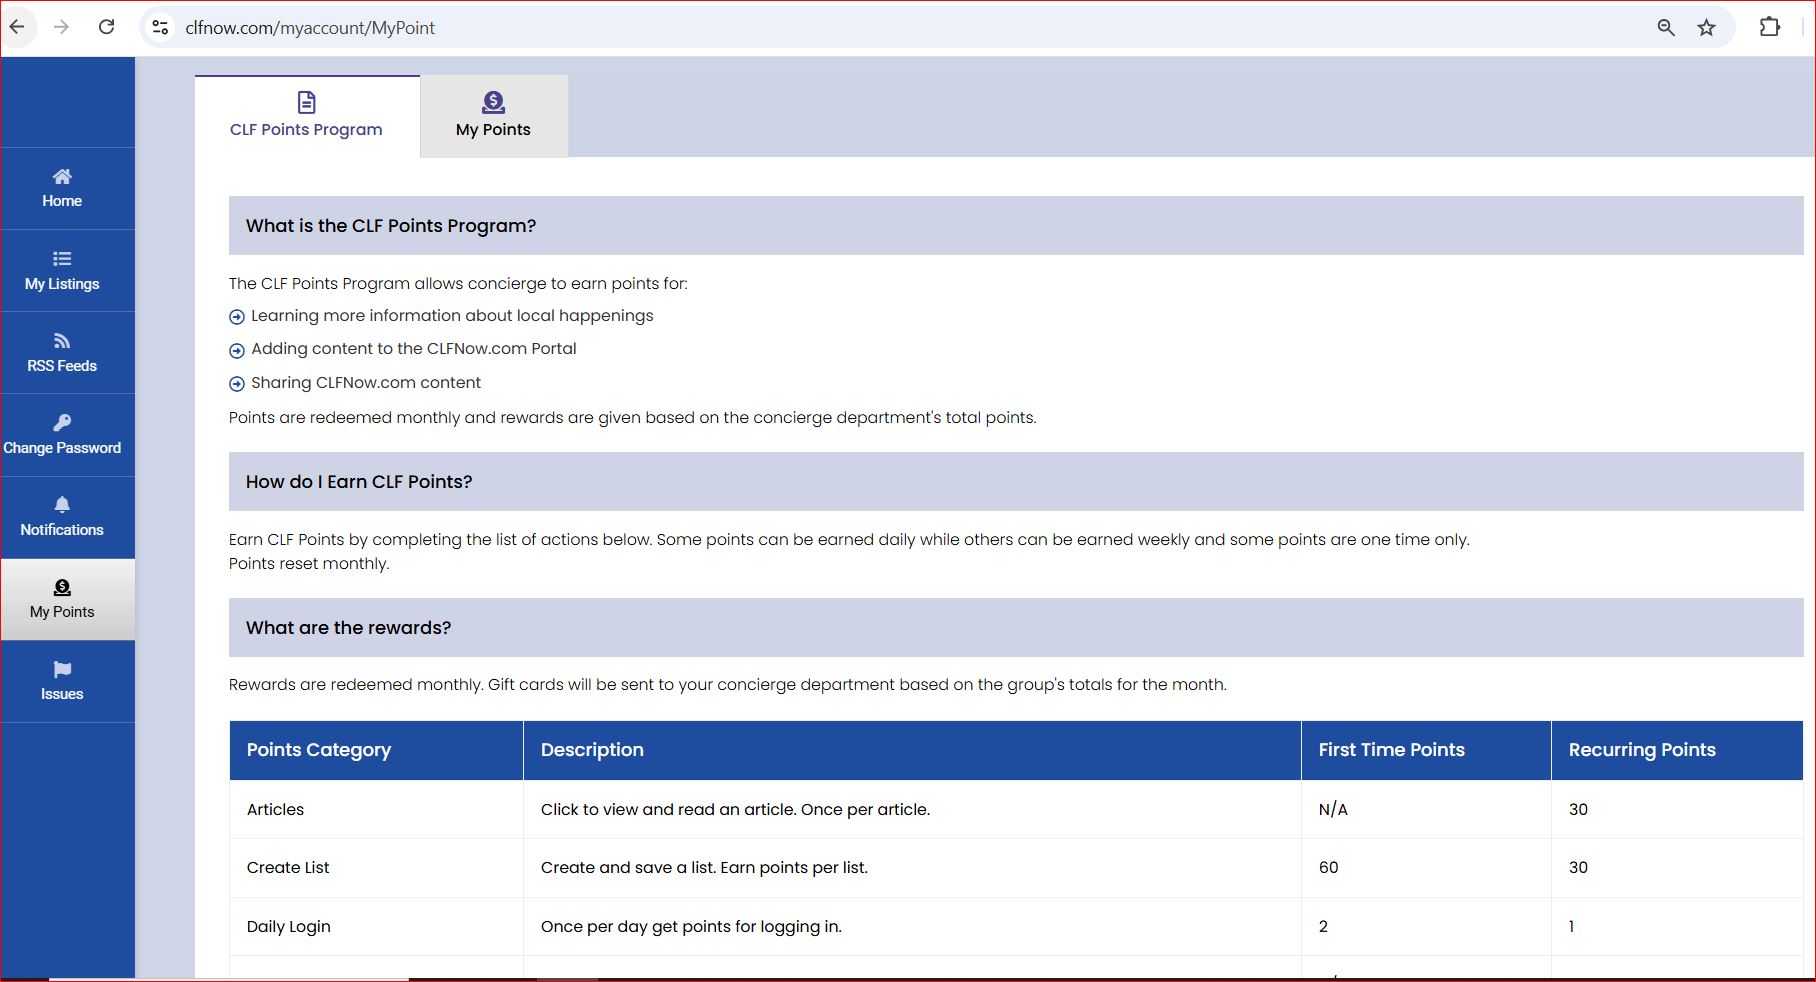 clfnow.com/myaccount/MyPoint
CLF Points Program
My Points
Home
My Listings
RSS Feeds
Change Password
Notifications
My Points
Issues
What is the CLF Points Program?
The CLF Points Program allows concierge to earn points for:
Learning more information about local happenings
Adding content to the CLFNow.com Portal
Sharing CLFNow.com content
Points are redeemed monthly and rewards are given based on the concierge department's total points.
How do I Earn CLF Points?
Earn CLF Points by completing the list of actions below. Some points can be earned daily while others can be earned weekly and some points are one time only.
Points reset monthly.
What are the rewards?
Rewards are redeemed monthly. Gift cards will be sent to your concierge department based on the group's totals for the month.
Points Category Description First Time Points Recurring Points
Articles Click to view and read an article. Once per article. N/A 30
Create List Create and save a list. Earn points per list. 60 30
Daily Login Once per day get points for logging in. 2 1